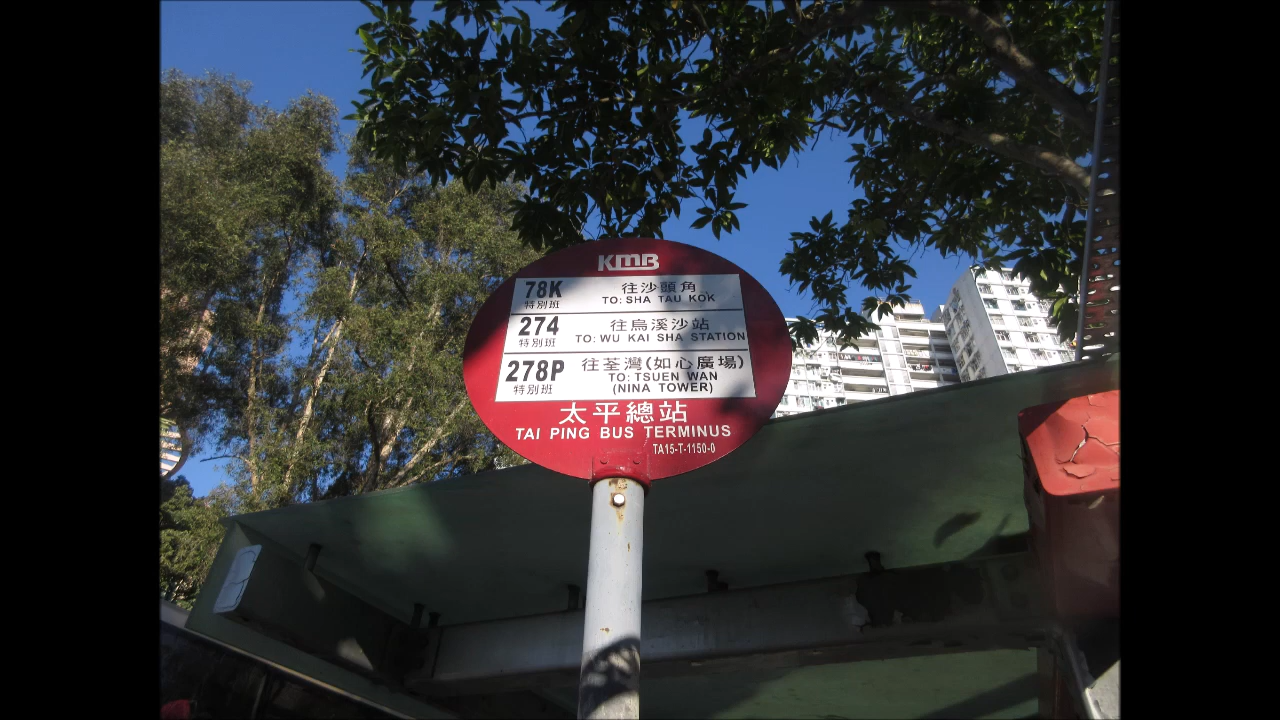 KMB
78K 往沙頭角
特別班 TO: SHA TAU KOK
274 往烏溪沙站
特別班 TO: WU KAI SHA STATION
278P 往荃灣(如心廣場)
特別班 TO: TSUEN WAN
(NINA TOWER)
太平總站
TAI PING BUS TERMINUS
TA15-T-1150-0